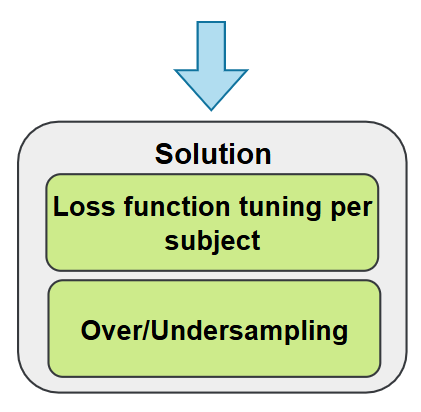 Solution
Loss function tuning per
subject
Over/Undersampling